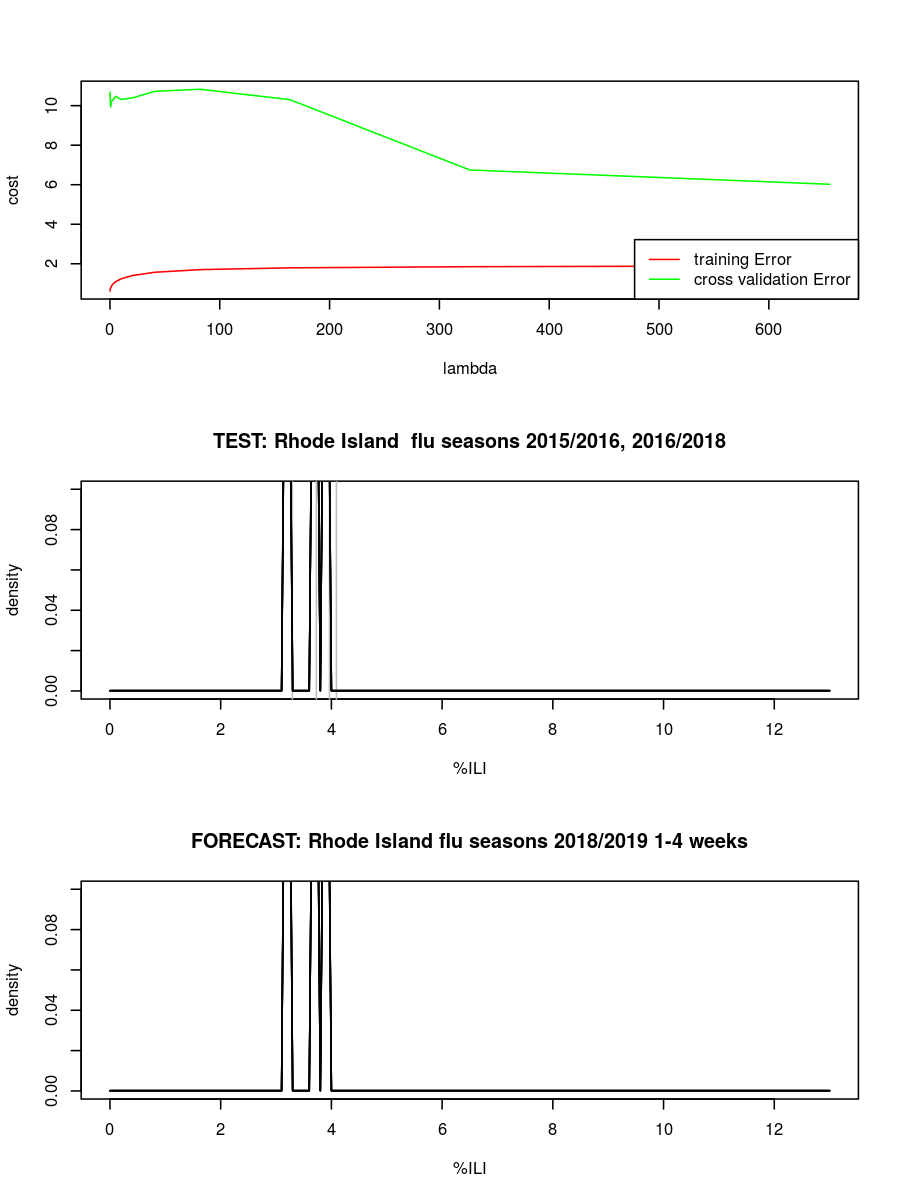 10
8
6
4
2
cost
training Error
cross validation Error
0 100 200 300 400 500 600
lambda
TEST: Rhode Island  flu seasons 2015/2016, 2016/2018
0.08
0.04
0.00
density
0 2 4 6 8 10 12
%ILI
FORECAST: Rhode Island flu seasons 2018/2019 1-4 weeks
0.08
0.04
0.00
density
0 2 4 6 8 10 12
%ILI